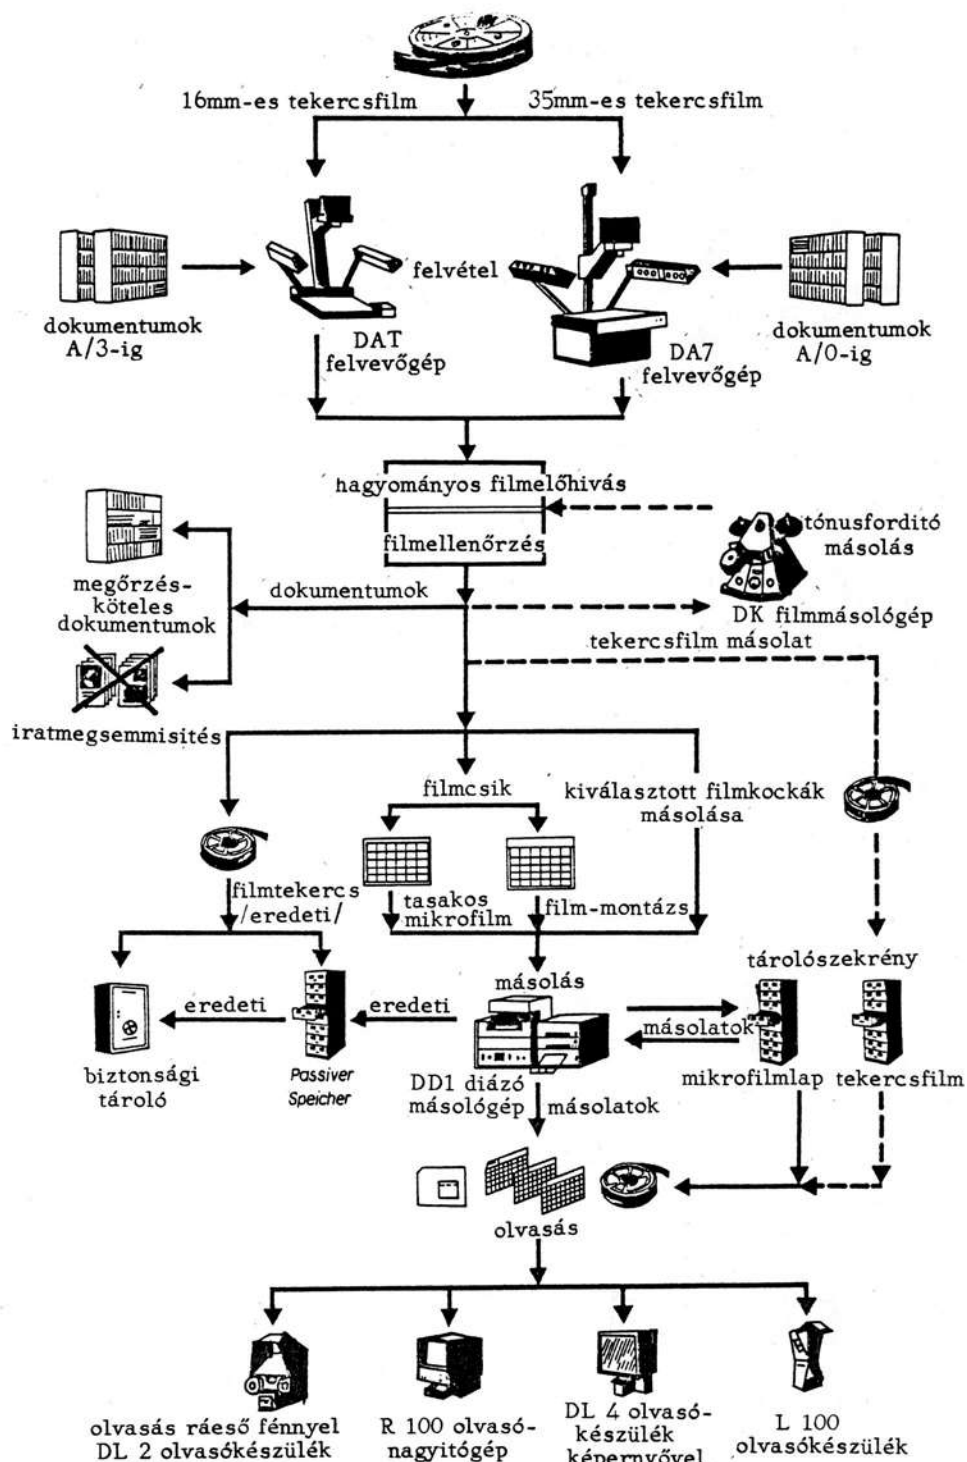 16mm-es tekercsfilm
35mm-es tekercsfilm
felvétel
dokumentumok
A/3-ig
DAT
felvevőgép
DA7
felvevőgép
dokumentumok
A/0-ig
hagyományos filmelőhivás
filmellenőrzés
tónusforditó
másolás
DK filmmásológép
megőrzés-
köteles
dokumentumok
dokumentumok
tekercsfilm másolat
iratmegsemmisités
filmcsik
kiválasztott filmkockák
másolása
filmtekercs
/eredeti/
tasakos
mikrofilm
film-montázs
tárolószekrény
másolás
eredeti
eredeti
másolatok
biztonsági
tároló
Passiver
Speicher
DD1 diázó
másológép
másolatok
mikrofilmlap
tekercsfilm
olvasás
olvasás ráeső fénnyel
DL 2 olvasókészülék
R 100 olvasó-
nagyitógép
DL 4 olvasó-
készülék
képernyővel
L 100
olvasókészülék